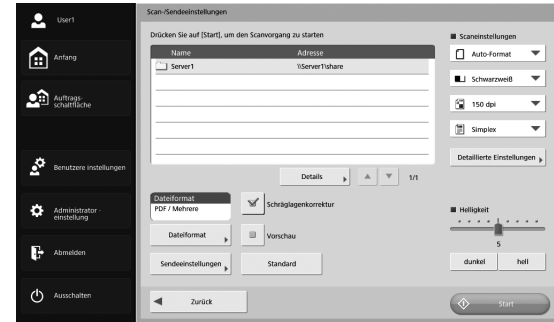 User1
Anfang
Auftrags-
schaltfläche
Benutzere instellungen
Administrator -
einstellung
Abmelden
Ausschalten
Scan-/Sendeeinstellungen
Drücken Sie auf [Start], um den Scanvorgang zu starten
Name Adresse
Server1 \\Server1\share
Details
1/1
Dateiformat
PDF / Mehrere
Schräglagenkorrektur
Dateiformat
Vorschau
Sendeeinstellungen
Standard
Zurück
Scaneinstellungen
Auto-Format
Schwarzweiß
150 dpi
Simplex
Detaillierte Einstellungen
Helligkeit
5
dunkel hell
Start